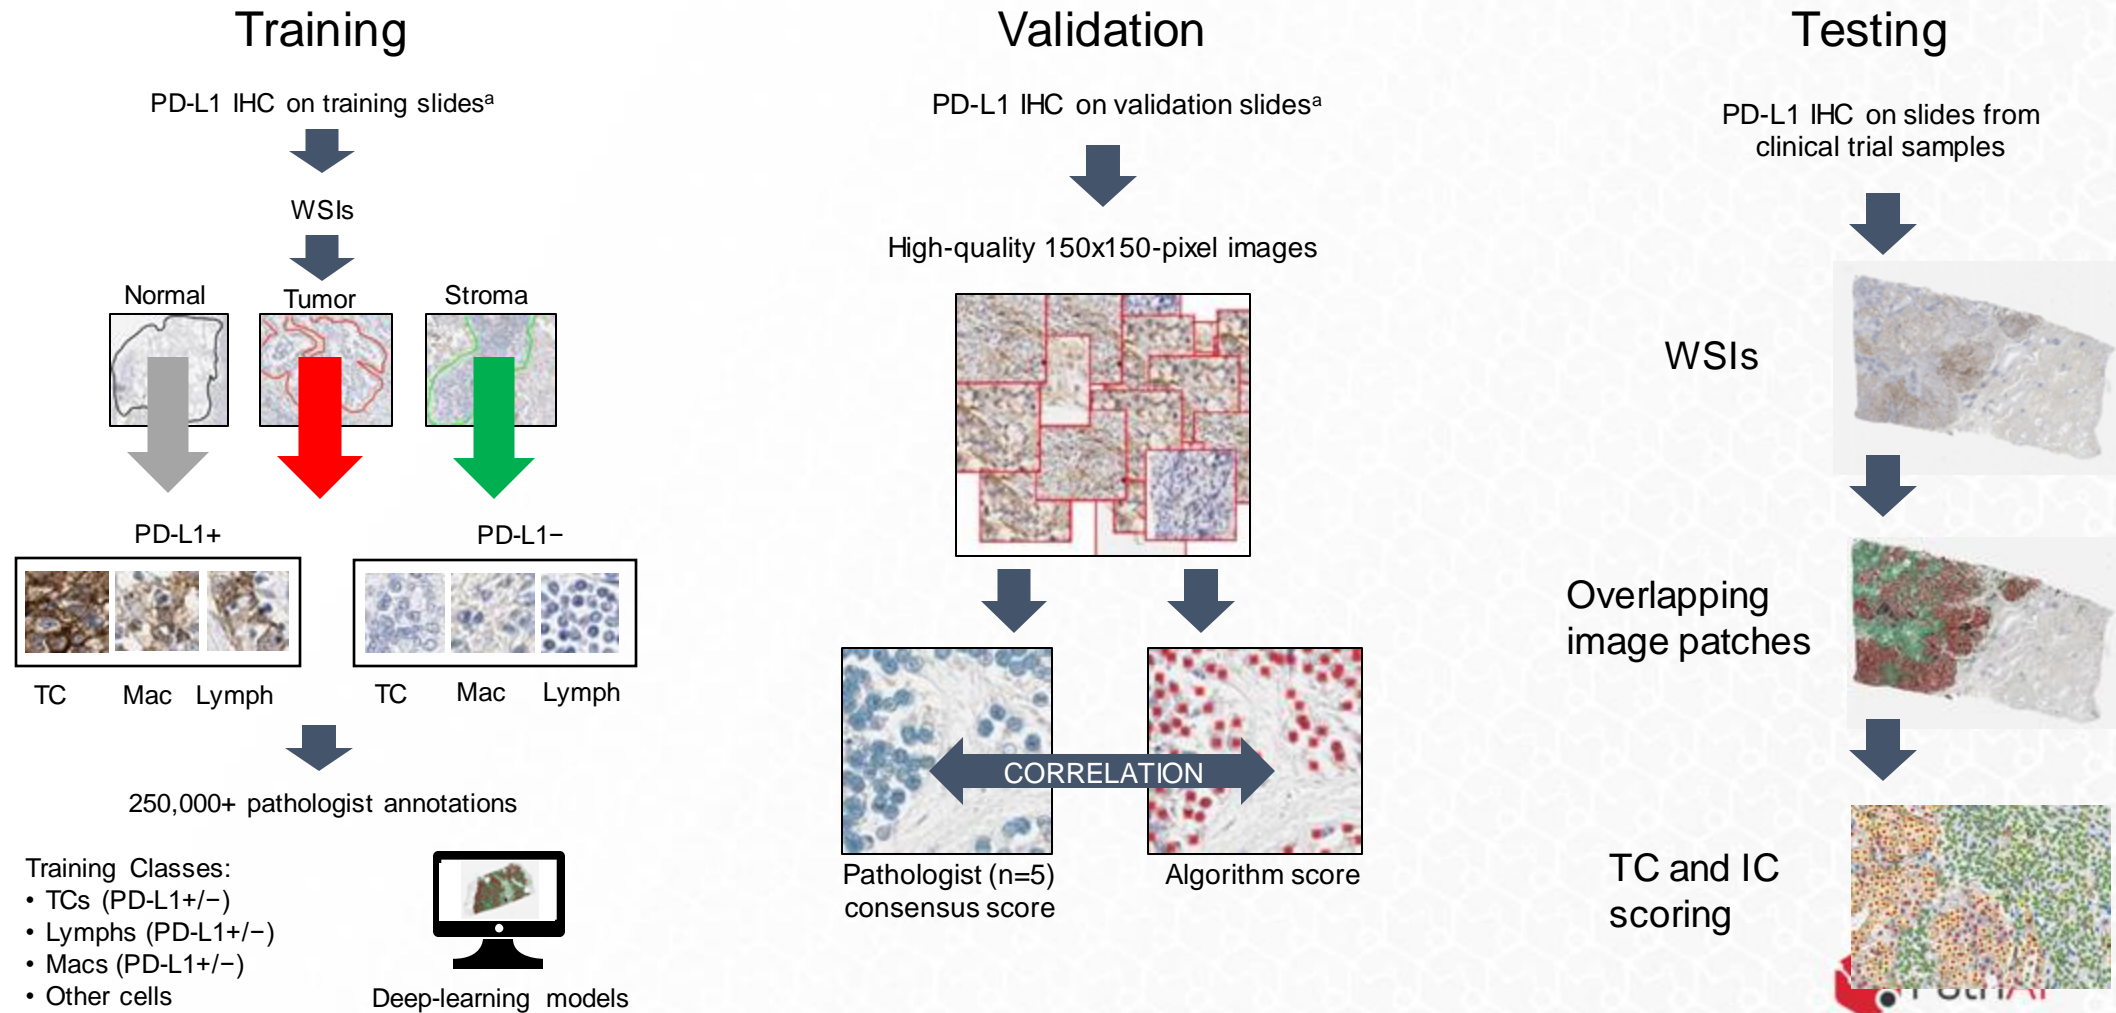 Training
PD-L1 IHC on training slidesᵃ
WSIs
Normal
Tumor
Stroma
PD-L1+
PD-L1−
TC
Mac
Lymph
TC
Mac
Lymph
250,000+ pathologist annotations
Training Classes:
• TCs (PD-L1+/−)
• Lymphs (PD-L1+/−)
• Macs (PD-L1+/−)
• Other cells
Deep-learning models
Validation
PD-L1 IHC on validation slidesᵃ
High-quality 150x150-pixel images
CORRELATION
Pathologist (n=5)
consensus score
Algorithm score
Testing
PD-L1 IHC on slides from
clinical trial samples
WSIs
Overlapping
image patches
TC and IC
scoring